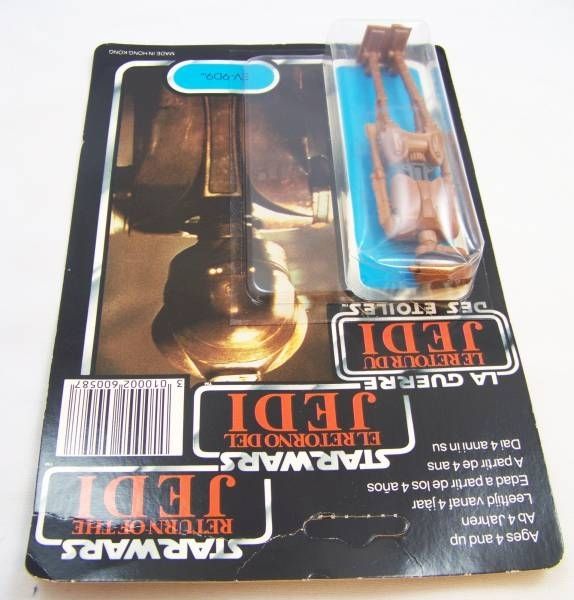 Ages 4 and up
Ab 4 Jahren
Leeftijd vanaf 4 jaar
Edad a partir de los 4 años
A partir de 4 ans
Dai 4 anni in su
STAR WARS
RETURN OF THE
JEDI
STAR WARS
EL RETORNO DEL
JEDI
3 010002 600587
LA GUERRE
DES ETOILES™
LE RETOUR DU
JEDI
EV-9D9™
MADE IN HONG KONG